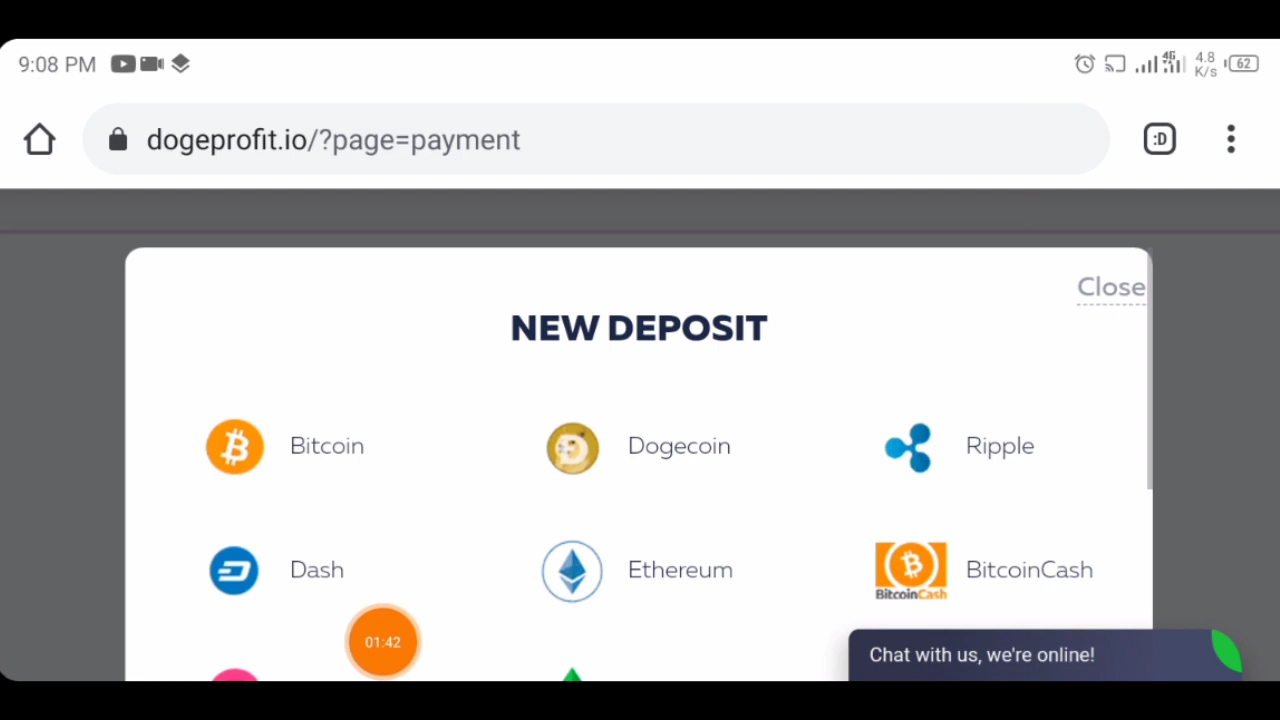 9:08 PM 4G 4.8 K/s 62
dogeprofit.io/?page=payment :D
Close
NEW DEPOSIT
Bitcoin Dogecoin Ripple
Dash Ethereum BitcoinCash
BitcoinCash
01:42
Chat with us, we're online!